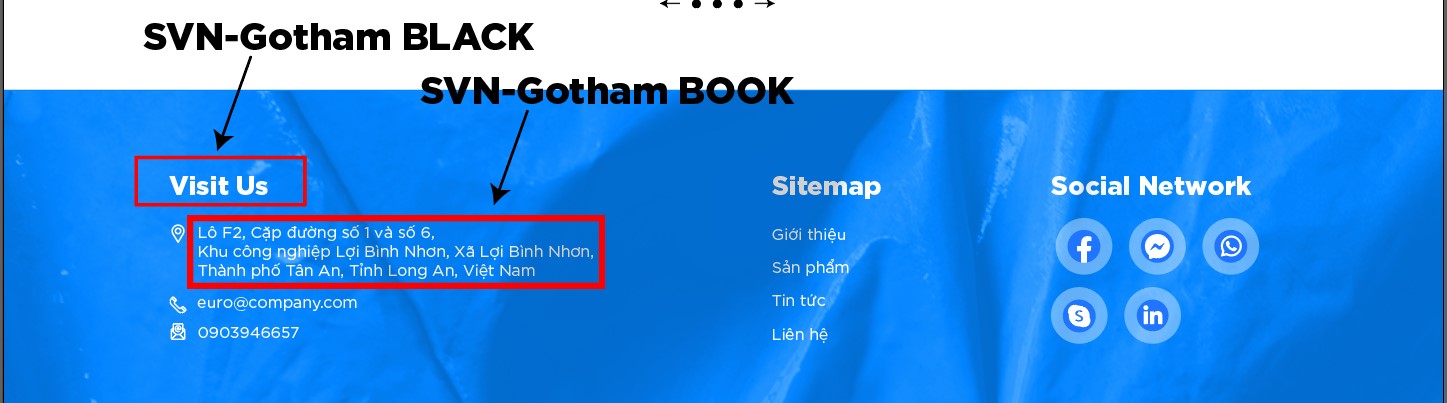 SVN-Gotham BLACK
SVN-Gotham BOOK
Visit Us
Lô F2, Cặp đường số 1 và số 6,
Khu công nghiệp Lợi Bình Nhơn, Xã Lợi Bình Nhơn,
Thành phố Tân An, Tỉnh Long An, Việt Nam
euro@company.com
0903946657
Sitemap
Giới thiệu
Sản phẩm
Tin tức
Liên hệ
Social Network